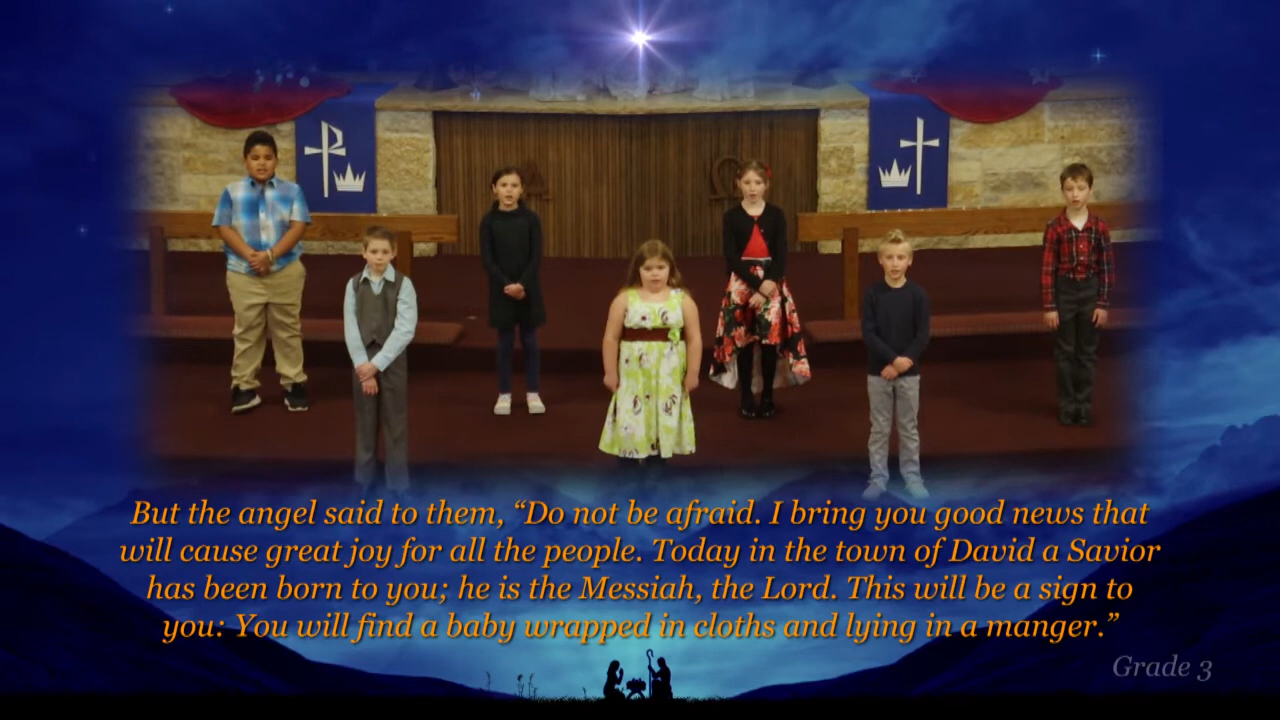 But the angel said to them, “Do not be afraid. I bring you good news that
will cause great joy for all the people. Today in the town of David a Savior
has been born to you; he is the Messiah, the Lord. This will be a sign to
you: You will find a baby wrapped in cloths and lying in a manger.”
Grade 3